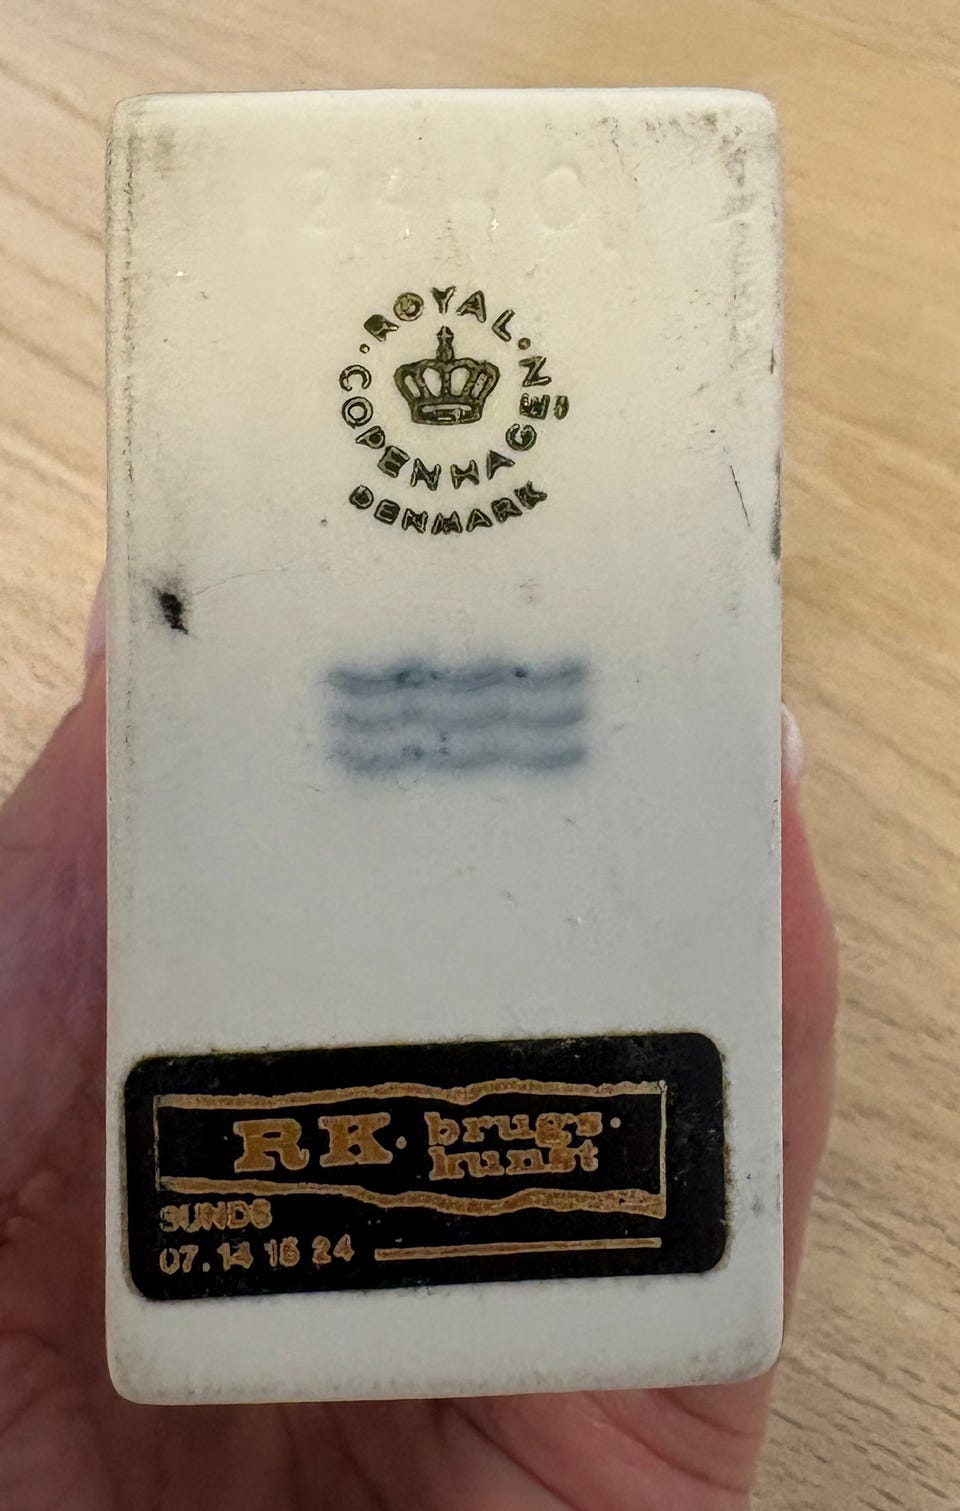 ROYAL.
.COPENHAGEN
DENMARK
RK. brugs.
kunst
SUNDS
07.14 16 24